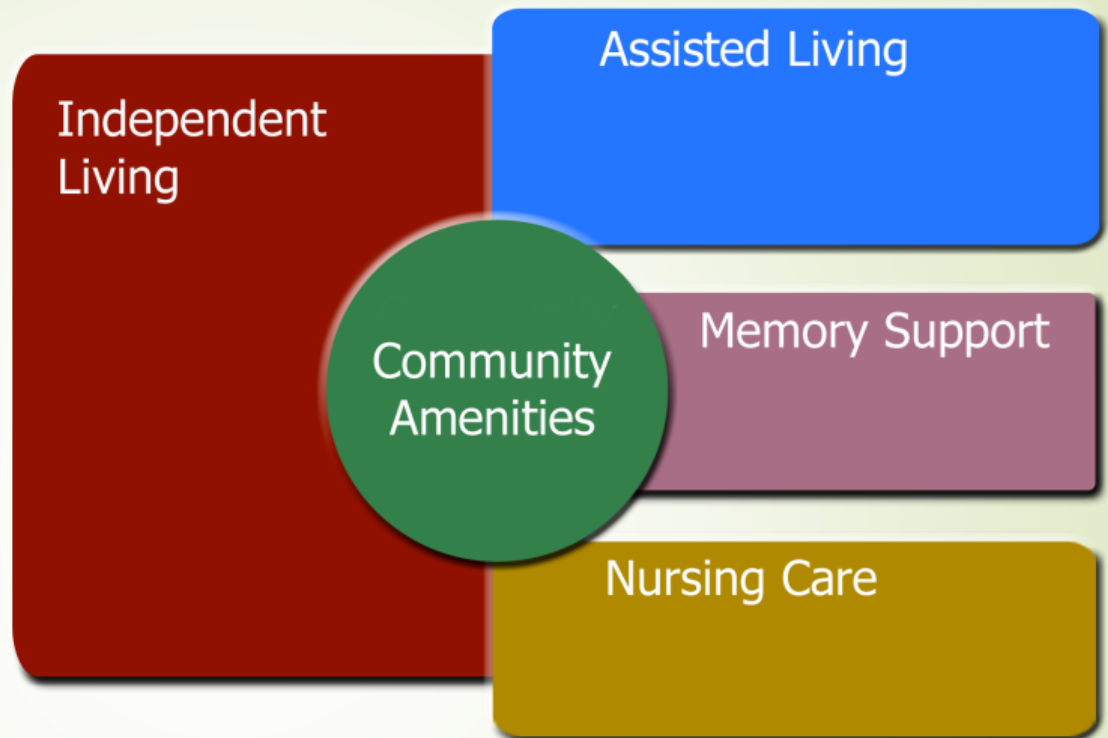 Independent
Living
Assisted Living
Community
Amenities
Memory Support
Nursing Care